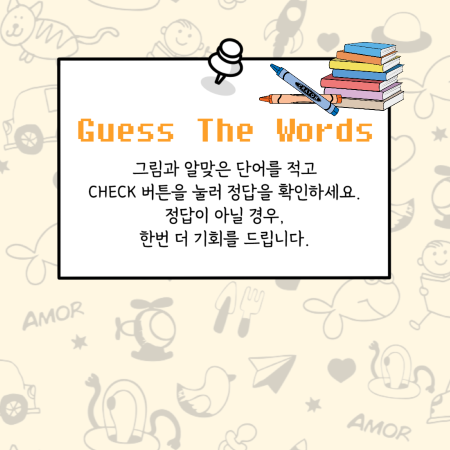 Guess The Words
그림과 알맞은 단어를 적고
CHECK 버튼을 눌러 정답을 확인하세요.
정답이 아닐 경우,
한번 더 기회를 드립니다.
AMOR
AMOR